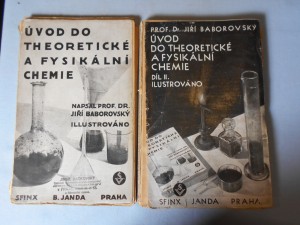 ÚVOD DO
THEORETICKÉ
A FYSIKÁLNÍ
CHEMIE
NAPSAL PROF. DR.
JIŘÍ BABOROVSKÝ
ILLUSTROVÁNO
SFINX B. JANDA PRAHA
PROF. Dr. JIŘÍ BABOROVSKÝ
ÚVOD DO
THEORETICKÉ
A FYSIKÁLNÍ
CHEMIE
DÍL II.
ILUSTROVÁNO
SFINX JANDA PRAHA